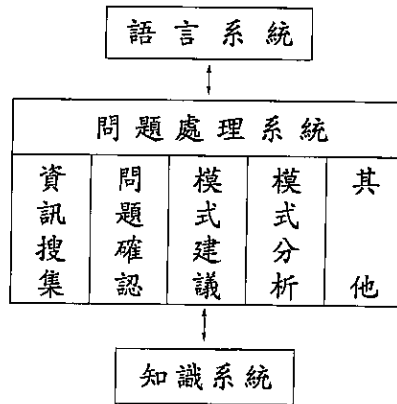 語言系統
問題處理系統
資訊搜集
問題確認
模式建議
模式分析
其他
知識系統